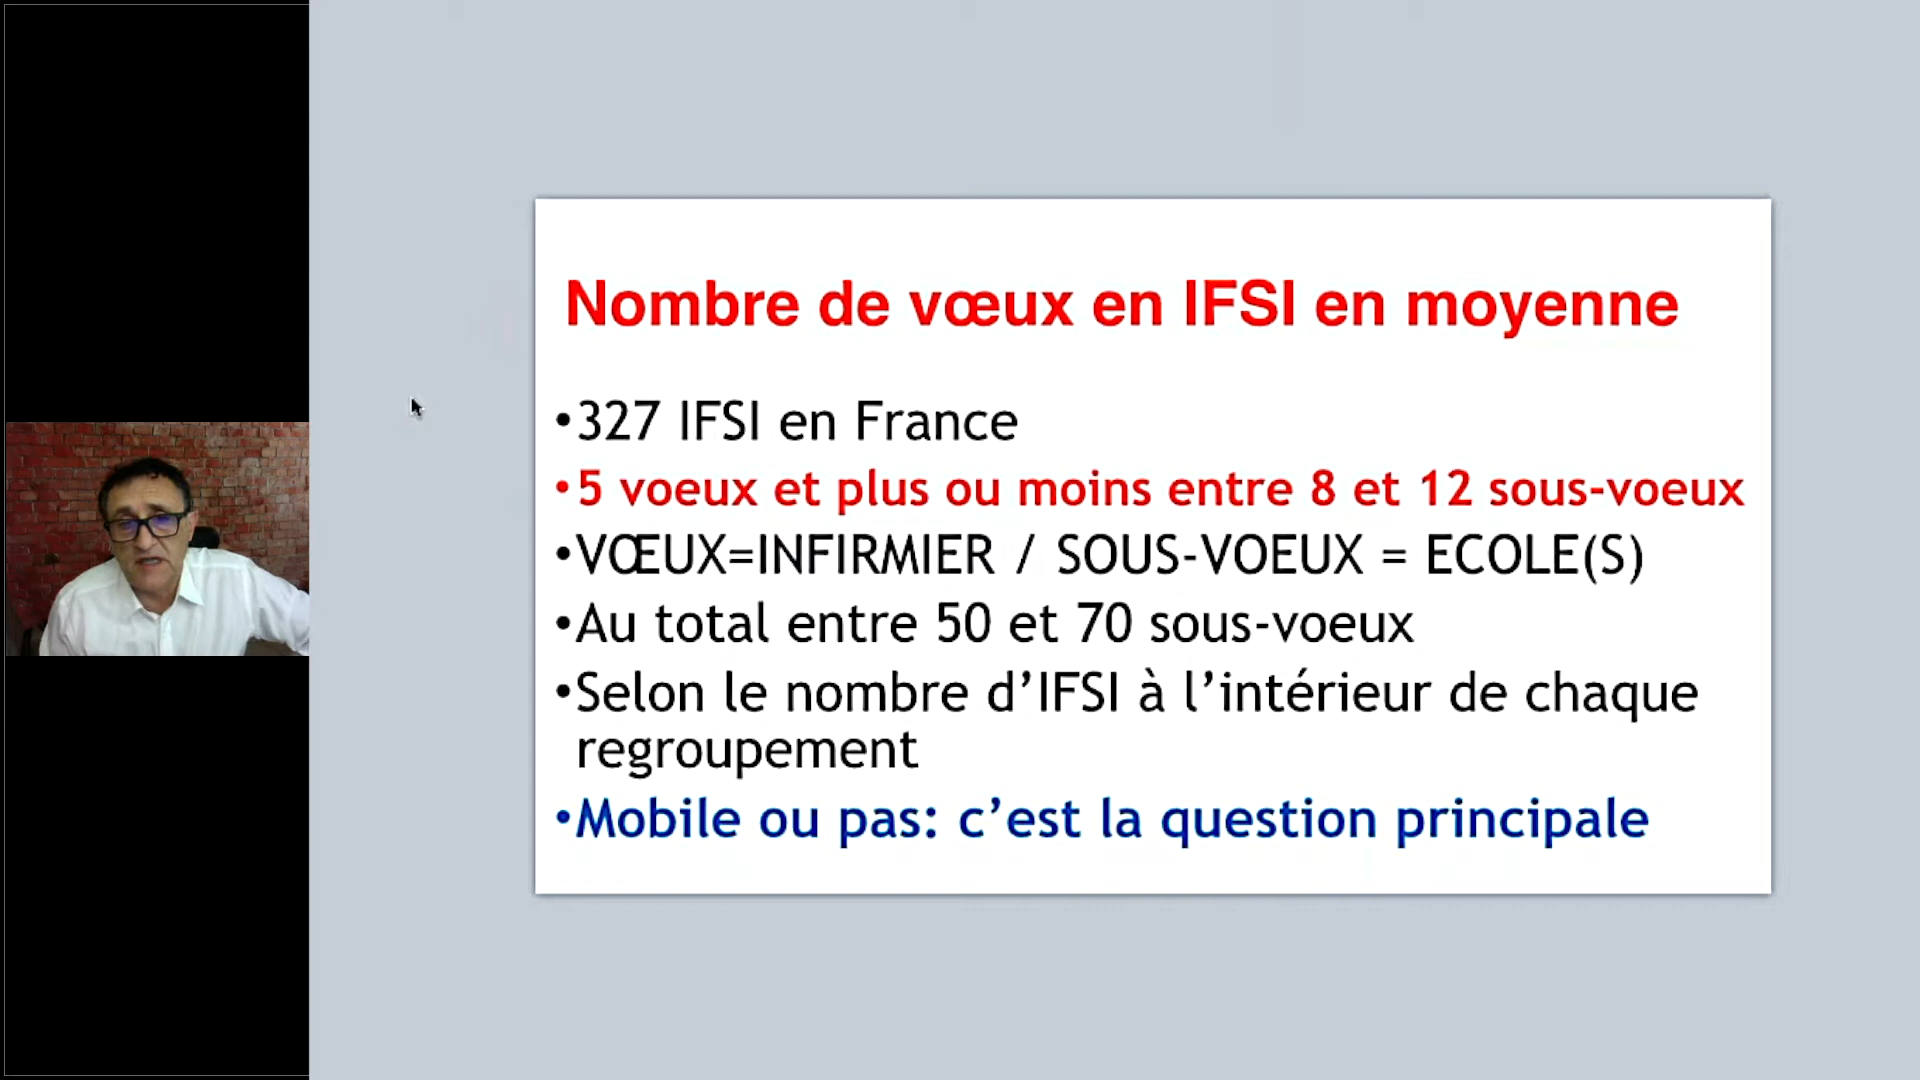 Nombre de vœux en IFSI en moyenne
•327 IFSI en France
•5 voeux et plus ou moins entre 8 et 12 sous-voeux
•VŒUX=INFIRMIER / SOUS-VOEUX = ECOLE(S)
•Au total entre 50 et 70 sous-voeux
•Selon le nombre d’IFSI à l’intérieur de chaque
regroupement
•Mobile ou pas: c’est la question principale